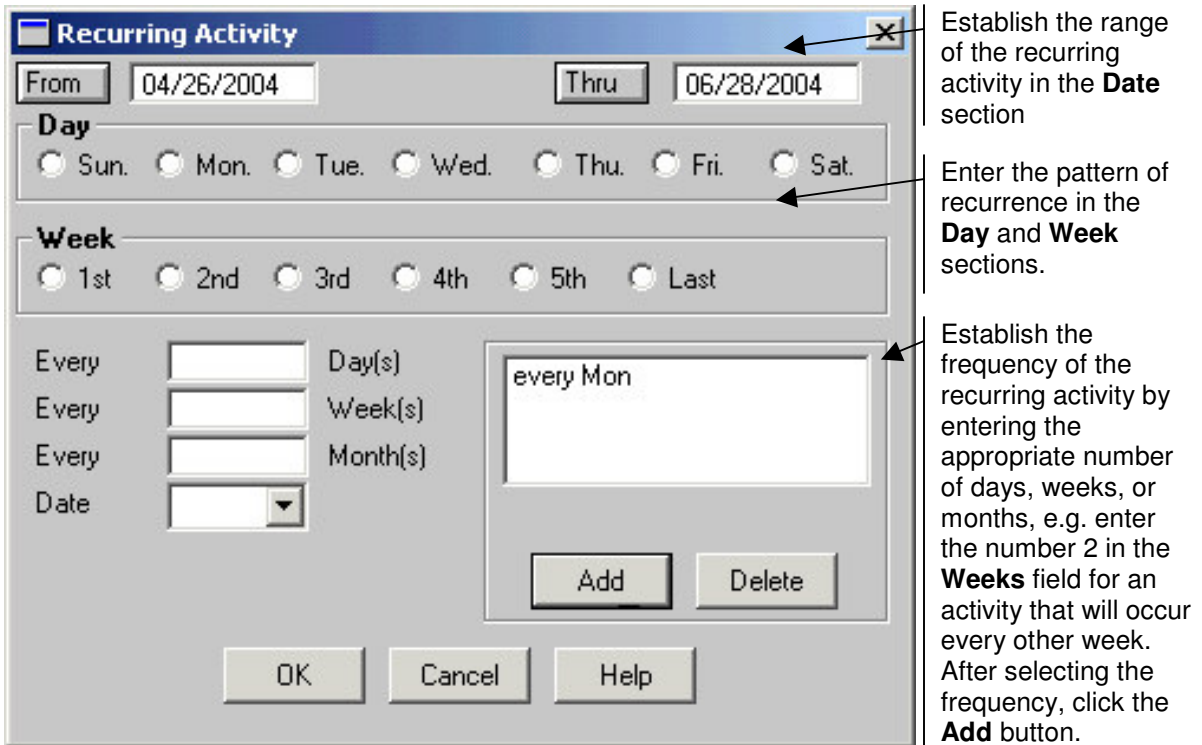 Recurring Activity
From 04/26/2004 Thru 06/28/2004
Day
Sun. Mon. Tue. Wed. Thu. Fri. Sat.
Week
1st 2nd 3rd 4th 5th Last
Every Day(s)
Every Week(s)
Every Month(s)
Date
every Mon
Add Delete
OK Cancel Help
Establish the range
of the recurring
activity in the Date
section
Enter the pattern of
recurrence in the
Day and Week
sections.
Establish the
frequency of the
recurring activity by
entering the
appropriate number
of days, weeks, or
months, e.g. enter
the number 2 in the
Weeks field for an
activity that will occur
every other week.
After selecting the
frequency, click the
Add button.